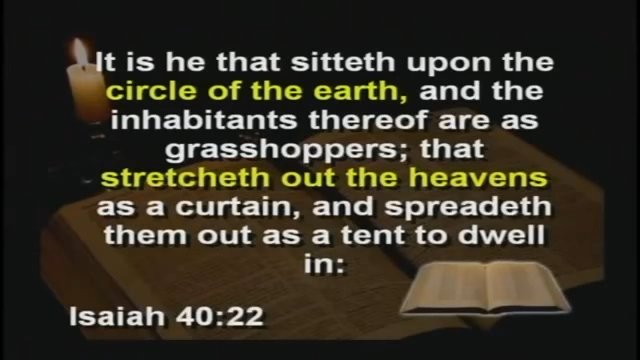 It is he that sitteth upon the
circle of the earth, and the
inhabitants thereof are as
grasshoppers; that
stretcheth out the heavens
as a curtain, and spreadeth
them out as a tent to dwell
in:
Isaiah 40:22